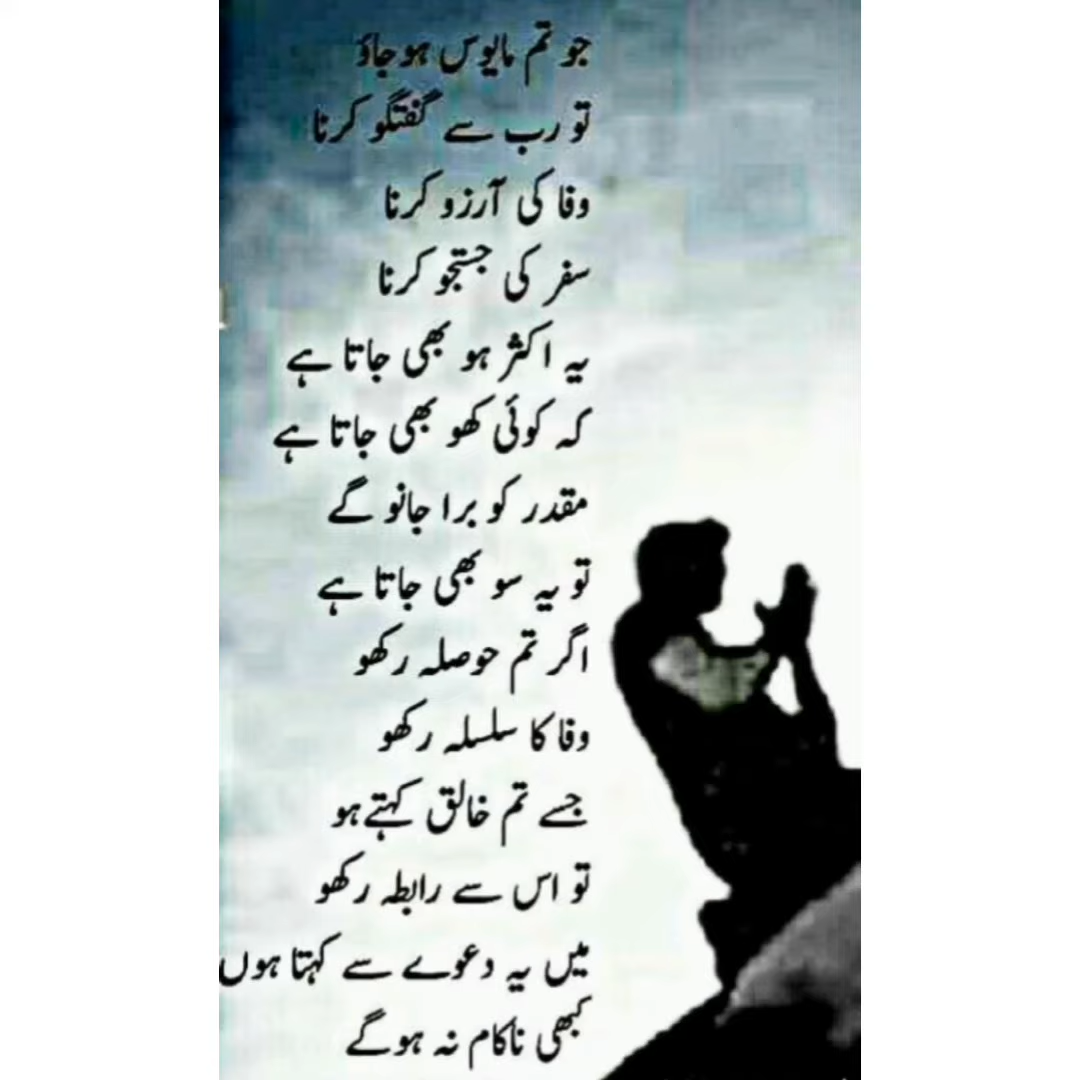 جو تم مایوس ہو جاؤ
تو رب سے گفتگو کرنا
وفا کی آرزو کرنا
سفر کی جستجو کرنا
یہ اکثر ہو بھی جاتا ہے
کہ کوئی کھو بھی جاتا ہے
مقدر کو برا جانو گے
تو یہ سو بھی جاتا ہے
اگر تم حوصلہ رکھو
وفا کا سلسلہ رکھو
جسے تم خالق کہتے ہو
تو اس سے رابطہ رکھو
میں یہ دعوے سے کہتا ہوں
کبھی ناکام نہ ہو گے